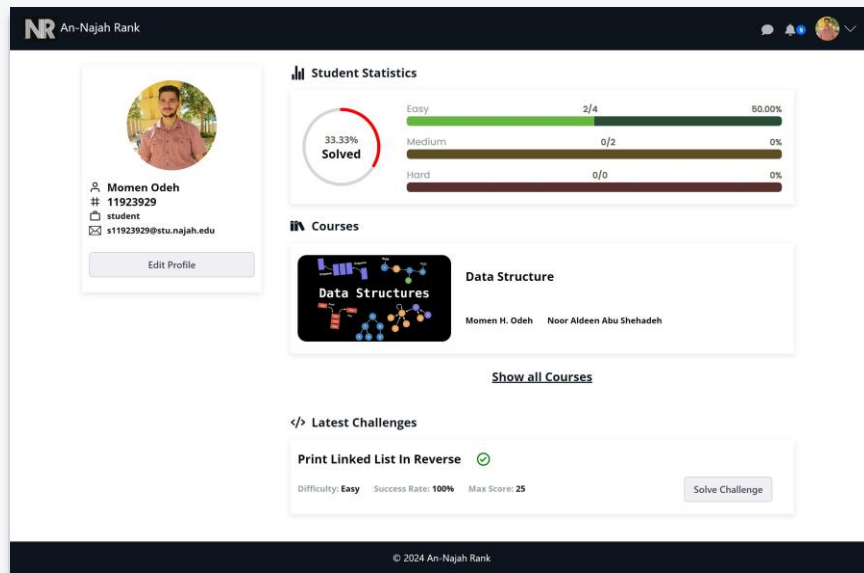 NR An-Najah Rank
9
Momen Odeh
# 11923929
student
s11923929@stu.najah.edu
Edit Profile
Student Statistics
33.33%
Solved
Easy 2/4 50.00%
Medium 0/2 0%
Hard 0/0 0%
Courses
Data Structures
Data Structure
Momen H. Odeh Noor Aldeen Abu Shehadeh
Show all Courses
</> Latest Challenges
Print Linked List In Reverse
Difficulty: Easy Success Rate: 100% Max Score: 25
Solve Challenge
© 2024 An-Najah Rank